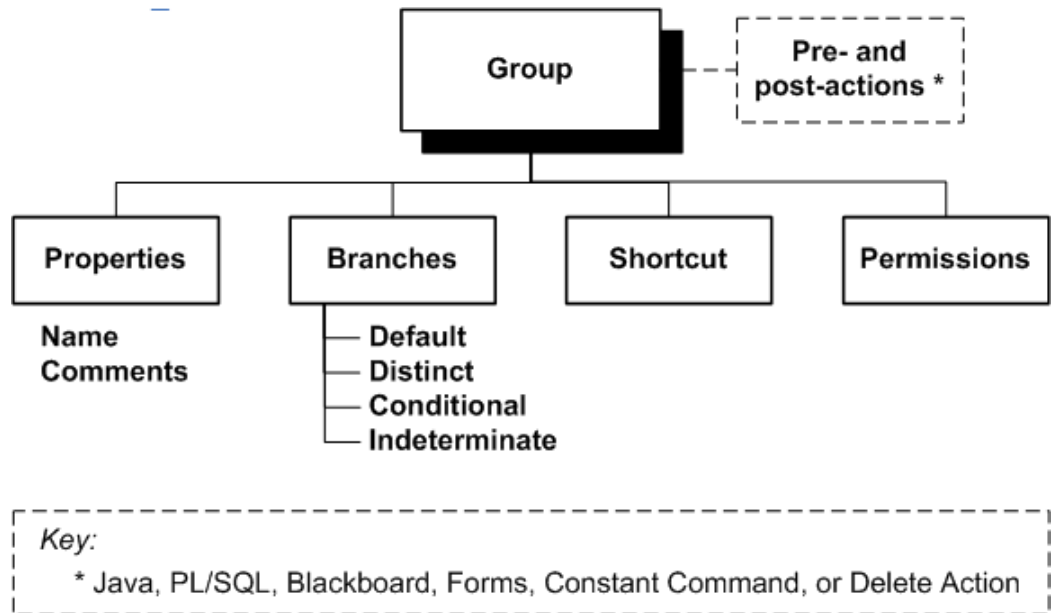 Group
Pre- and
post-actions *
Properties
Branches
Shortcut
Permissions
Name
Comments
Default
Distinct
Conditional
Indeterminate
Key:
* Java, PL/SQL, Blackboard, Forms, Constant Command, or Delete Action